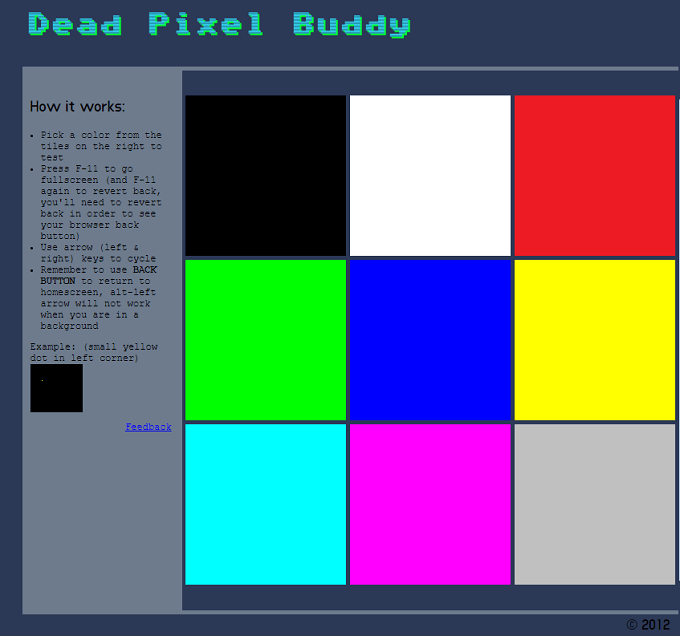 Dead Pixel Buddy
How it works:
• Pick a color from the
tiles on the right to
test
• Press F-11 to go
fullscreen (and F-11
again to revert back,
you'll need to revert
back in order to see
your browser back
button)
• Use arrow (left &
right) keys to cycle
• Remember to use BACK
BUTTON to return to
homescreen, alt-left
arrow will not work
when you are in a
background
Example: (small yellow
dot in left corner)
Feedback
© 2012